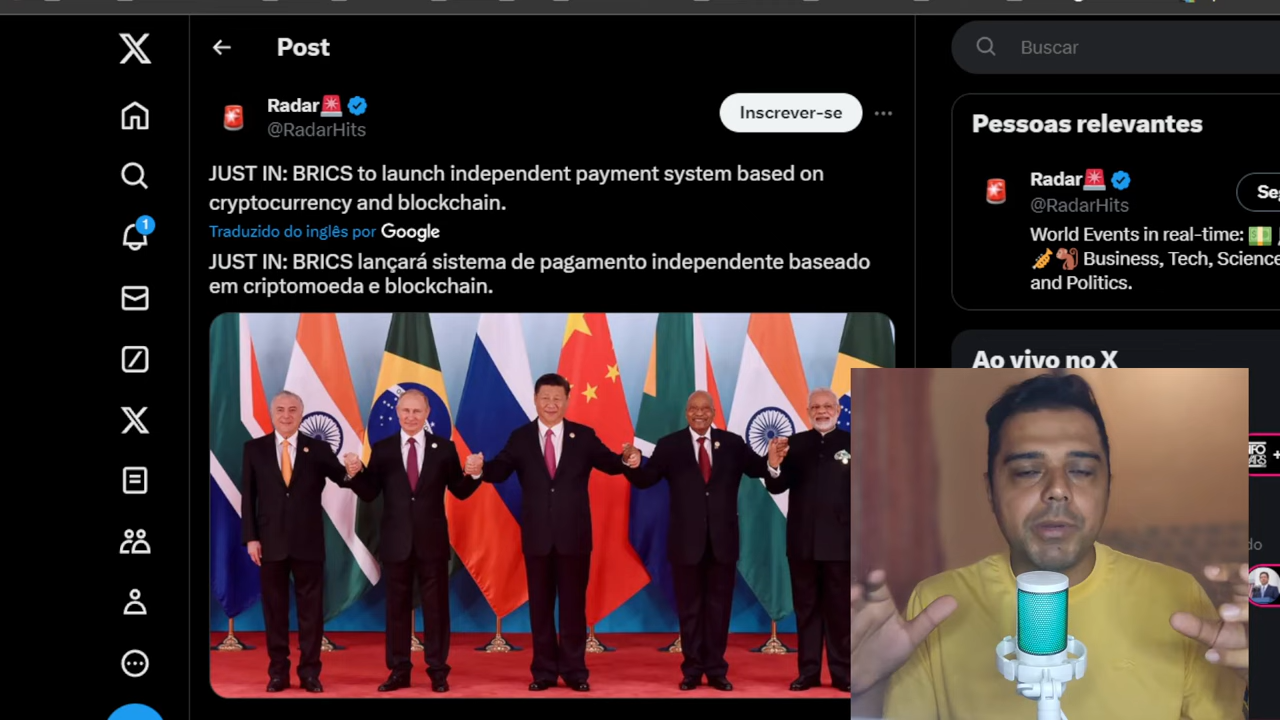 Post
Buscar
Radar
@RadarHits
Inscrever-se
JUST IN: BRICS to launch independent payment system based on
cryptocurrency and blockchain.
Traduzido do inglês por Google
JUST IN: BRICS lançará sistema de pagamento independente baseado
em criptomoeda e blockchain.
Pessoas relevantes
Radar
@RadarHits
World Events in real-time:
Business, Tech, Science
and Politics.
Ao vivo no X
1